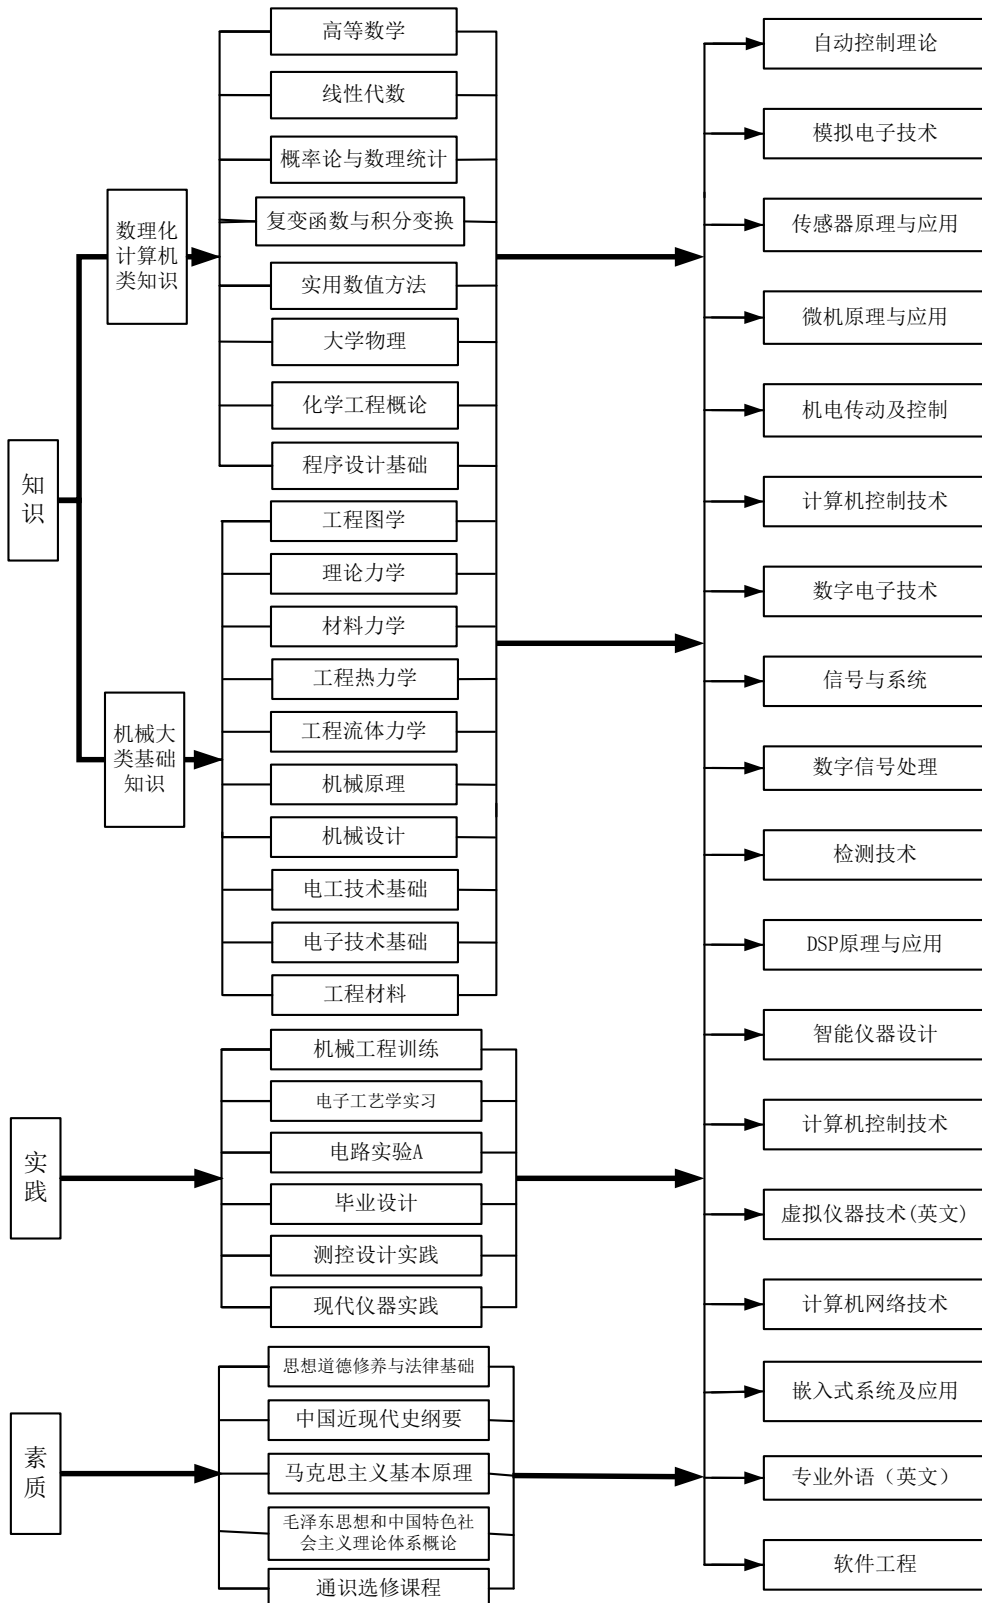 知
识
数理化
计算机
类知识
机械大
类基础
知识
高等数学
线性代数
概率论与数理统计
复变函数与积分变换
实用数值方法
大学物理
化学工程概论
程序设计基础
工程图学
理论力学
材料力学
工程热力学
工程流体力学
机械原理
机械设计
电工技术基础
电子技术基础
工程材料
实
践
机械工程训练
电子工艺学实习
电路实验A
毕业设计
测控设计实践
现代仪器实践
素
质
思想道德修养与法律基础
中国近现代史纲要
马克思主义基本原理
毛泽东思想和中国特色社
会主义理论体系概论
通识选修课程
自动控制理论
模拟电子技术
传感器原理与应用
微机原理与应用
机电传动及控制
计算机控制技术
数字电子技术
信号与系统
数字信号处理
检测技术
DSP原理与应用
智能仪器设计
计算机控制技术
虚拟仪器技术(英文)
计算机网络技术
嵌入式系统及应用
专业外语（英文）
软件工程